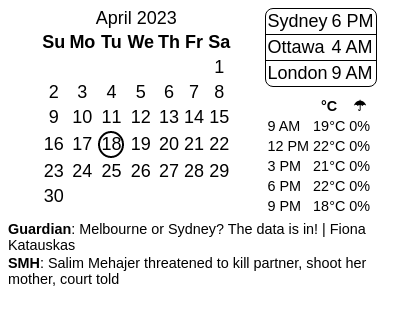 April 2023
Su Mo Tu We Th Fr Sa
1
2 3 4 5 6 7 8
9 10 11 12 13 14 15
16 17 18 19 20 21 22
23 24 25 26 27 28 29
30
Sydney 6 PM
Ottawa 4 AM
London 9 AM
°C ☂
9 AM 19°C 0%
12 PM 22°C 0%
3 PM 21°C 0%
6 PM 22°C 0%
9 PM 18°C 0%
Guardian: Melbourne or Sydney? The data is in! | Fiona
Katauskas
SMH: Salim Mehajer threatened to kill partner, shoot her
mother, court told